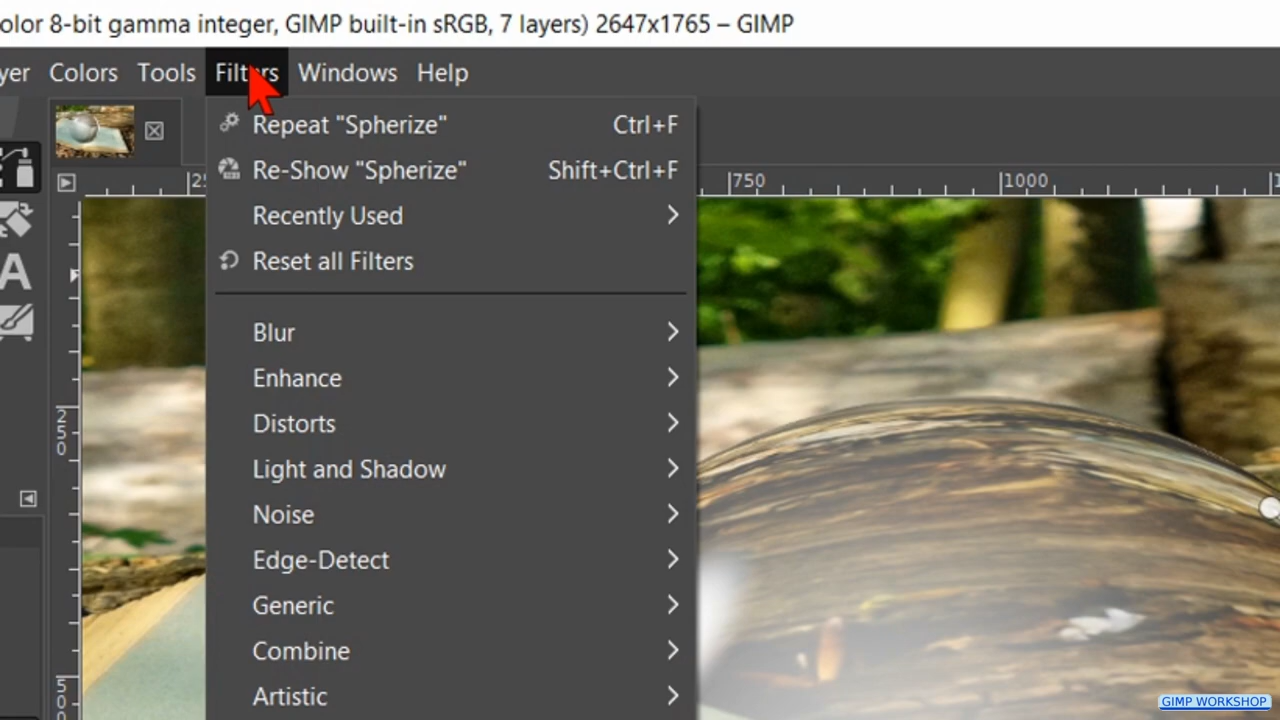 olor 8-bit gamma integer, GIMP built-in sRGB, 7 layers) 2647x1765 – GIMP
yer Colors Tools Filters Windows Help
Repeat "Spherize" Ctrl+F
Re-Show "Spherize" Shift+Ctrl+F
750 1000
Recently Used
Reset all Filters
Blur
Enhance
250
Distorts
Light and Shadow
Noise
Edge-Detect
Generic
Combine
Artistic
500
GIMP WORKSHOP